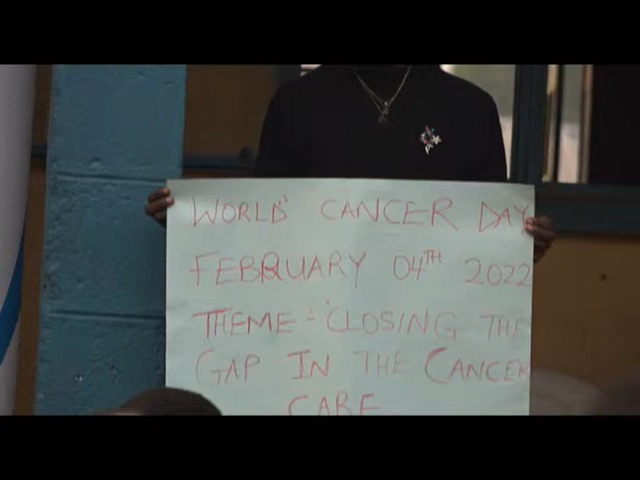 WORLD' CANCER DAY
FEBRUARY 04TH 2022
THEME :- "CLOSING THE
GAP IN THE CANCER
CARE